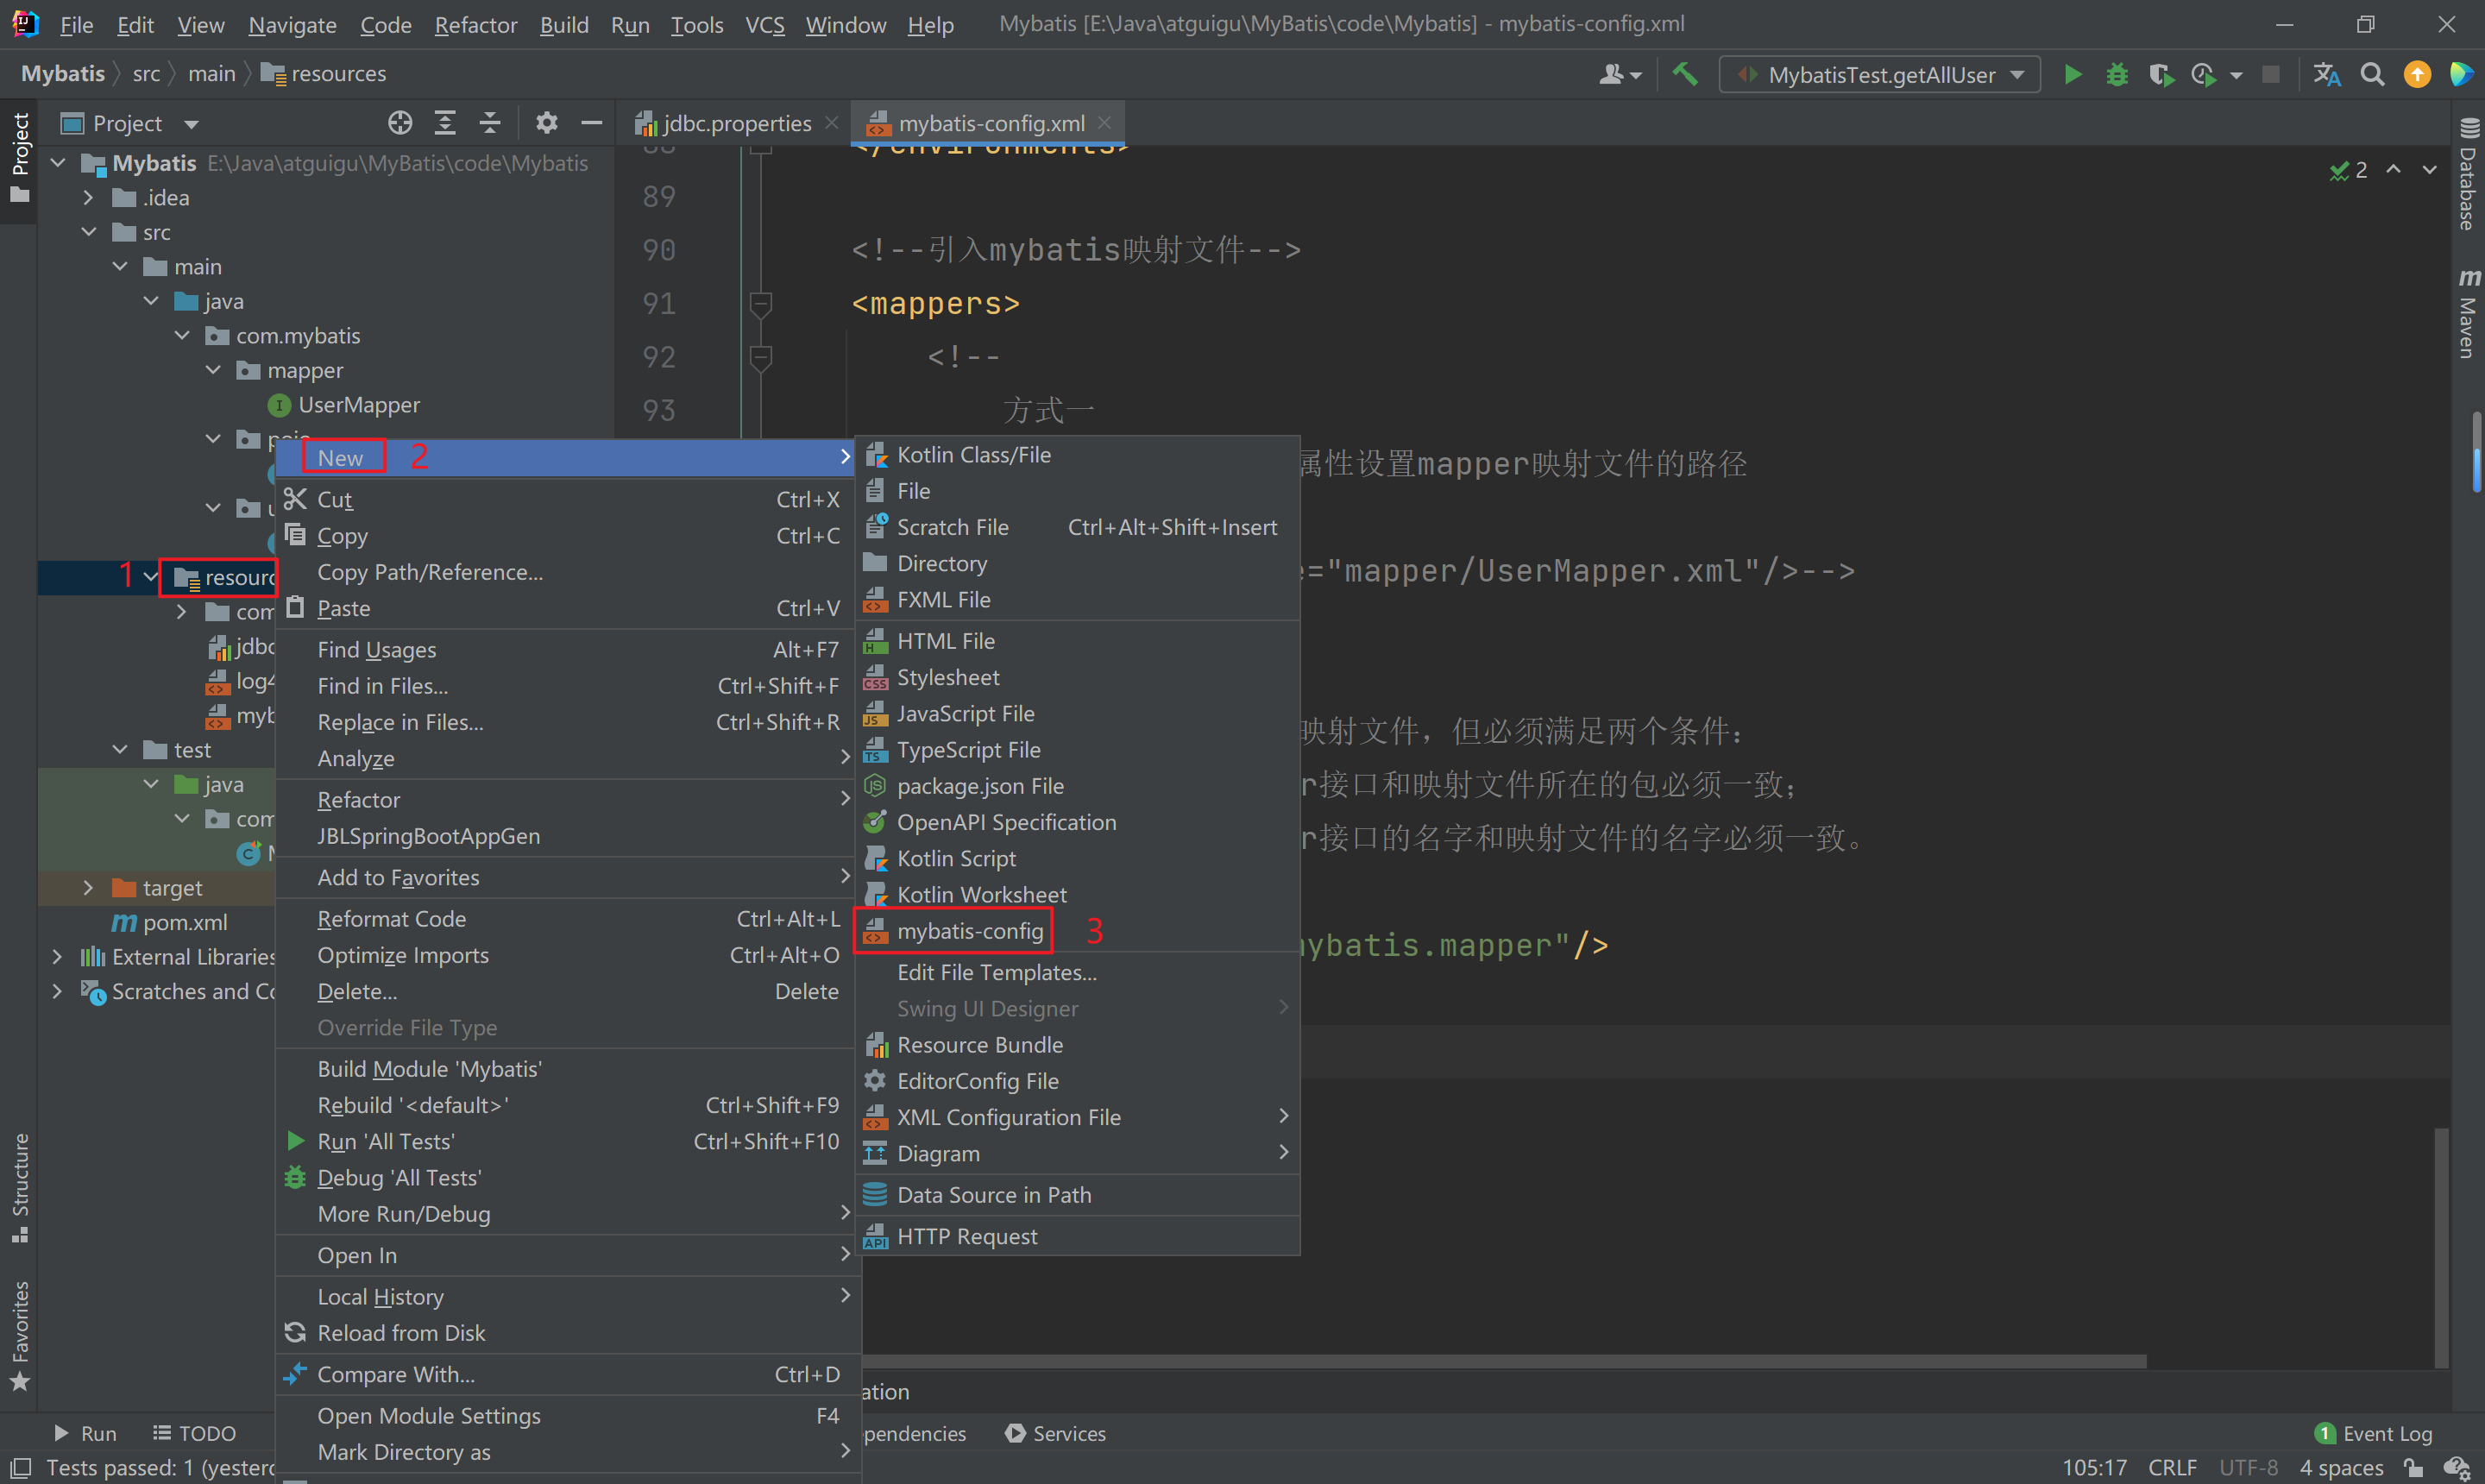 File Edit View Navigate Code Refactor Build Run Tools VCS Window Help Mybatis [E:\Java\atguigu\MyBatis\code\Mybatis] - mybatis-config.xml
Mybatis src main resources
MybatisTest.getAllUser
Project
Project
jdbc.properties
mybatis-config.xml
Mybatis E:\Java\atguigu\MyBatis\code\Mybatis
.idea
src
main
java
com.mybatis
mapper
UserMapper
1
resourc
com
jdbc
log4
myb
test
java
com
target
pom.xml
External Libraries
Scratches and Co
New 2
Cut Ctrl+X
Copy Ctrl+C
Copy Path/Reference...
Paste Ctrl+V
Find Usages Alt+F7
Find in Files... Ctrl+Shift+F
Replace in Files... Ctrl+Shift+R
Analyze
Refactor
JBLSpringBootAppGen
Add to Favorites
Reformat Code Ctrl+Alt+L
Optimize Imports Ctrl+Alt+O
Delete... Delete
Override File Type
Build Module 'Mybatis'
Rebuild '<default>' Ctrl+Shift+F9
Run 'All Tests' Ctrl+Shift+F10
Debug 'All Tests'
More Run/Debug
Open In
Local History
Reload from Disk
Compare With... Ctrl+D
Open Module Settings F4
Mark Directory as
Kotlin Class/File
File
Scratch File Ctrl+Alt+Shift+Insert
Directory
FXML File
HTML File
Stylesheet
JavaScript File
TypeScript File
package.json File
OpenAPI Specification
Kotlin Script
Kotlin Worksheet
mybatis-config 3
Edit File Templates...
Swing UI Designer
Resource Bundle
EditorConfig File
XML Configuration File
Diagram
Data Source in Path
HTTP Request
</environments>
89
90 <!--引入mybatis映射文件-->
91 <mappers>
92 <!--
93 方式一
属性设置mapper映射文件的路径
="mapper/UserMapper.xml"/>-->
映射文件，但必须满足两个条件：
r接口和映射文件所在的包必须一致；
r接口的名字和映射文件的名字必须一致。
ybatis.mapper"/>
2
Database
Maven
Structure
Favorites
ation
Run TODO pendencies Services 1 Event Log
Tests passed: 1 (yester 105:17 CRLF UTF-8 4 spaces